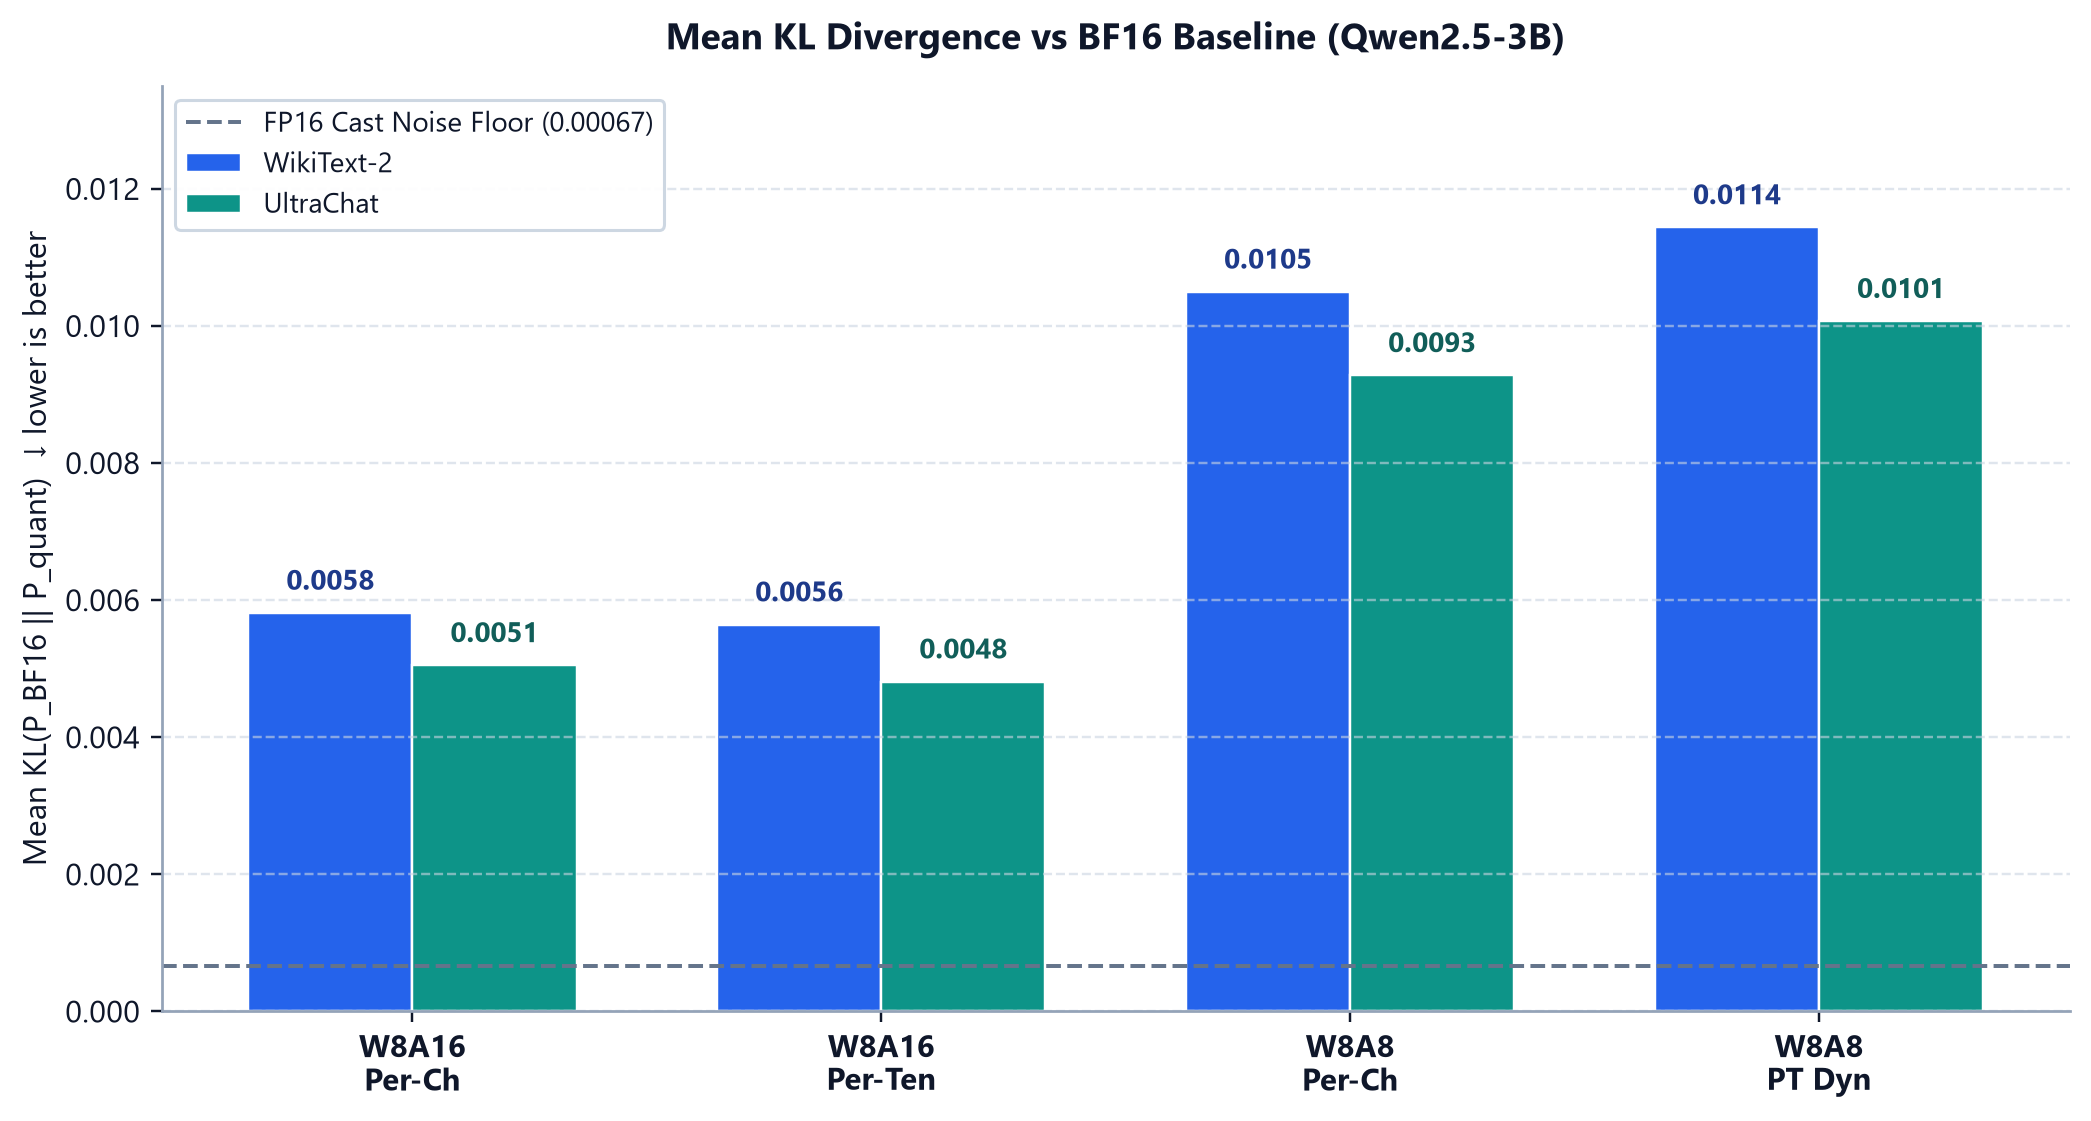 Mean KL Divergence vs BF16 Baseline (Qwen2.5-3B)
Mean KL(P_BF16 || P_quant) ↓ lower is better
FP16 Cast Noise Floor (0.00067)
WikiText-2
UltraChat
0.012
0.010
0.008
0.006
0.004
0.002
0.000
0.0058
0.0051
0.0056
0.0048
0.0105
0.0093
0.0114
0.0101
W8A16
Per-Ch
W8A16
Per-Ten
W8A8
Per-Ch
W8A8
PT Dyn